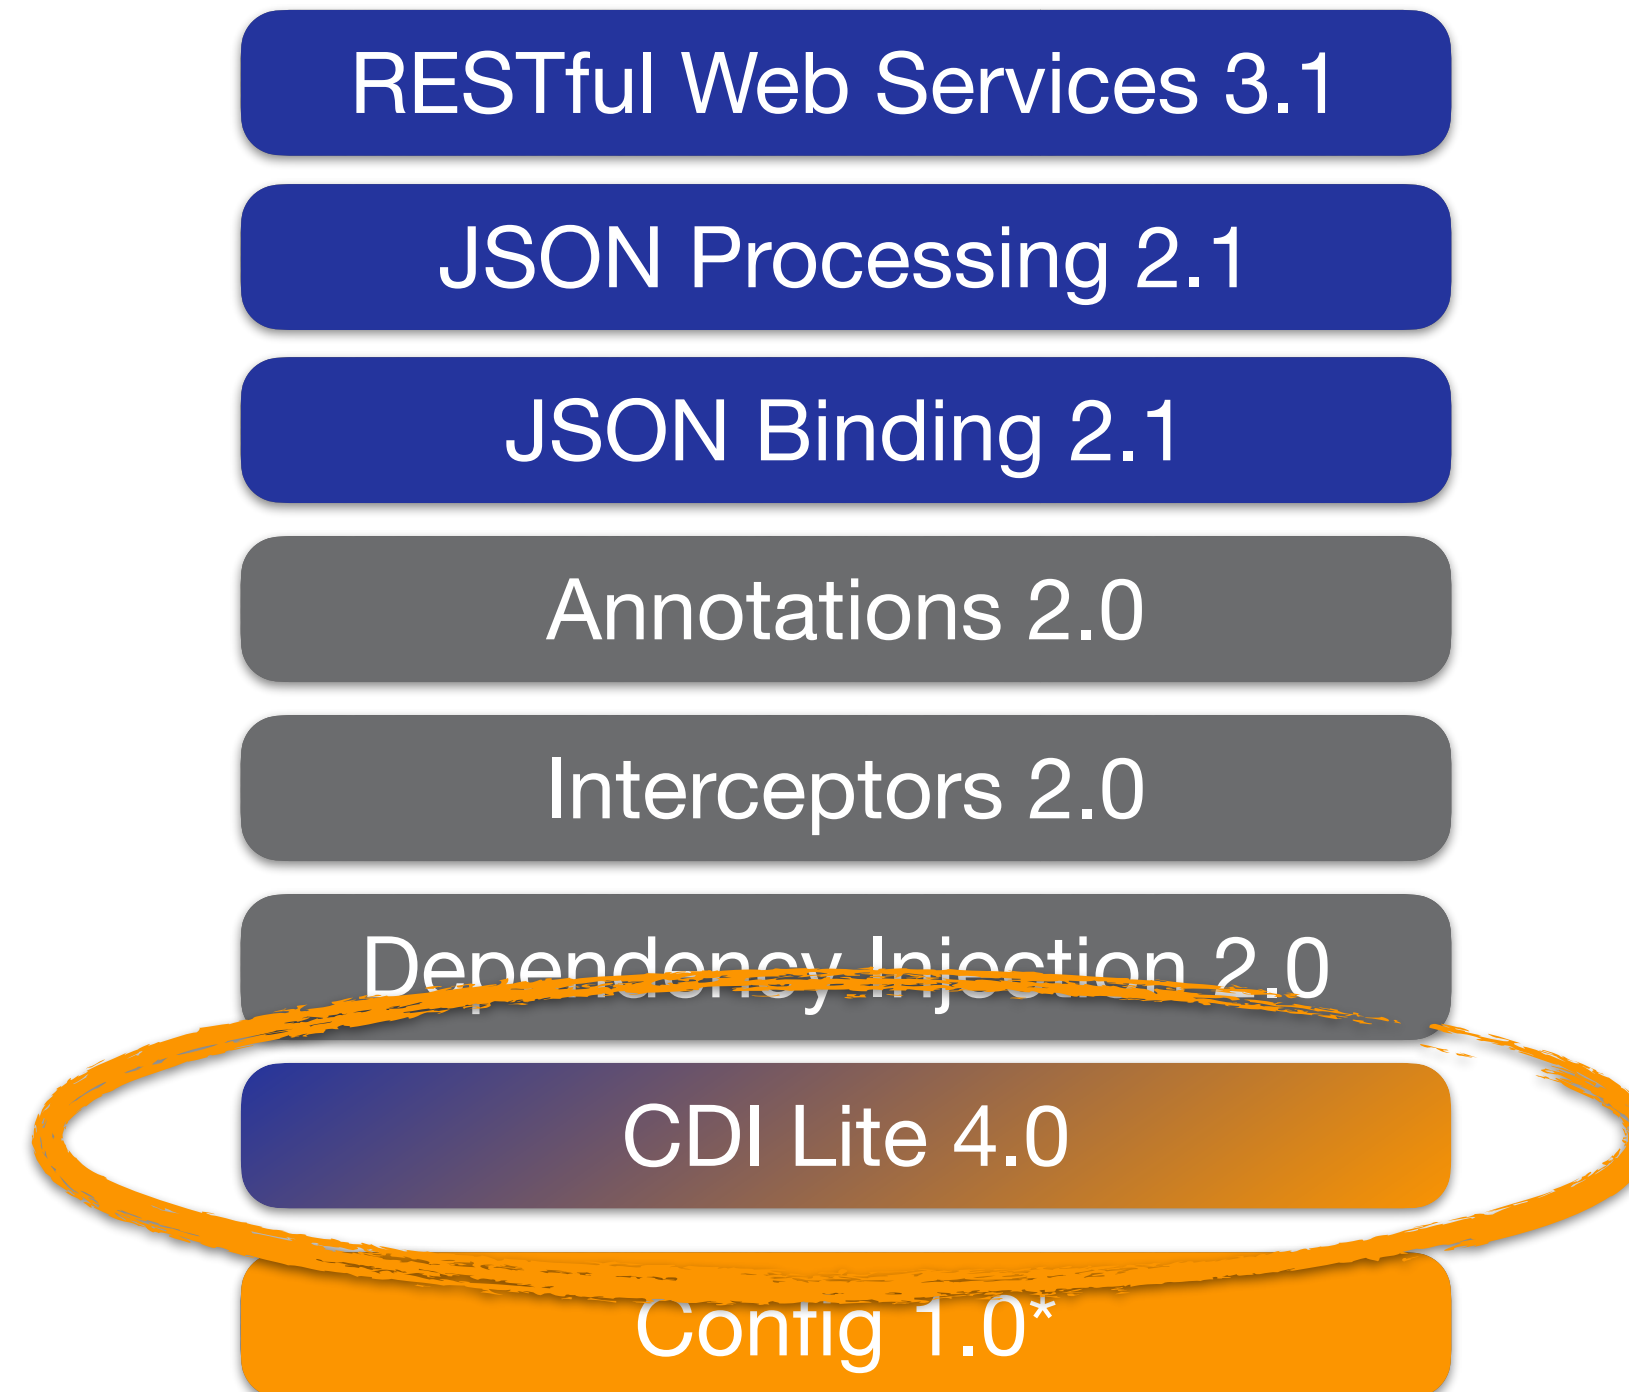 RESTful Web Services 3.1
JSON Processing 2.1
JSON Binding 2.1
Annotations 2.0
Interceptors 2.0
Dependency Injection 2.0
CDI Lite 4.0
Config 1.0*